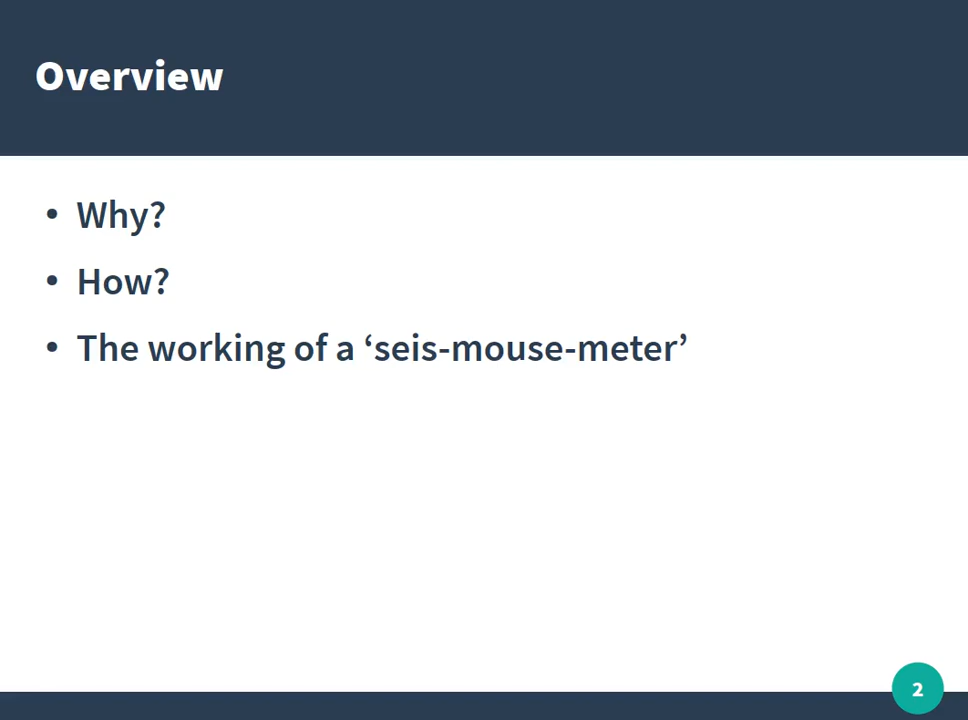 Overview
• Why?
• How?
• The working of a ‘seis-mouse-meter’
2